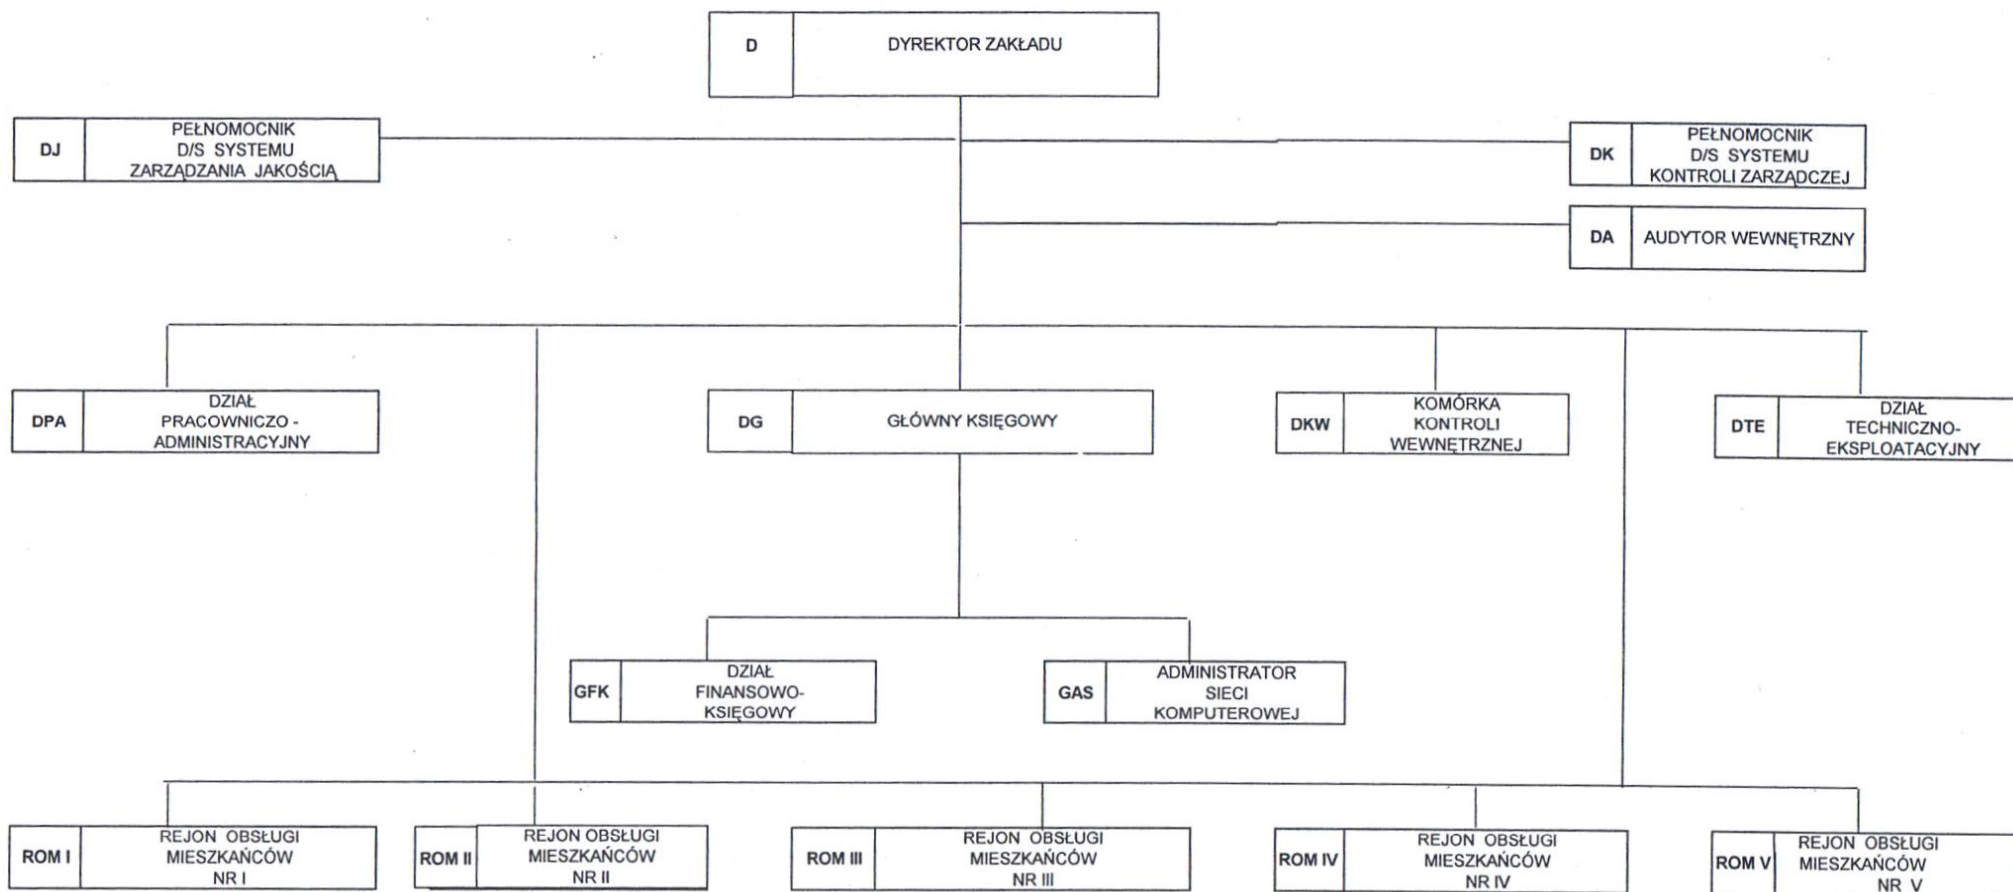 D
DYREKTOR ZAKŁADU
DJ
PEŁNOMOCNIK
D/S SYSTEMU
ZARZĄDZANIA JAKOŚCIĄ
DK
PEŁNOMOCNIK
D/S SYSTEMU
KONTROLI ZARZĄDCZEJ
DA
AUDYTOR WEWNĘTRZNY
DPA
DZIAŁ
PRACOWNICZO -
ADMINISTRACYJNY
DG
GŁÓWNY KSIĘGOWY
DKW
KOMÓRKA
KONTROLI
WEWNĘTRZNEJ
DTE
DZIAŁ
TECHNICZNO-
EKSPLOATACYJNY
GFK
DZIAŁ
FINANSOWO-
KSIĘGOWY
GAS
ADMINISTRATOR
SIECI
KOMPUTEROWEJ
ROM I
REJON OBSŁUGI
MIESZKAŃCÓW
NR I
ROM II
REJON OBSŁUGI
MIESZKAŃCÓW
NR II
ROM III
REJON OBSŁUGI
MIESZKAŃCÓW
NR III
ROM IV
REJON OBSŁUGI
MIESZKAŃCÓW
NR IV
ROM V
REJON OBSŁUGI
MIESZKAŃCÓW
NR V